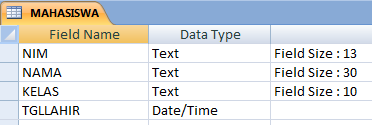 MAHASISWA
Field Name Data Type
NIM Text Field Size : 13
NAMA Text Field Size : 30
KELAS Text Field Size : 10
TGLLAHIR Date/Time